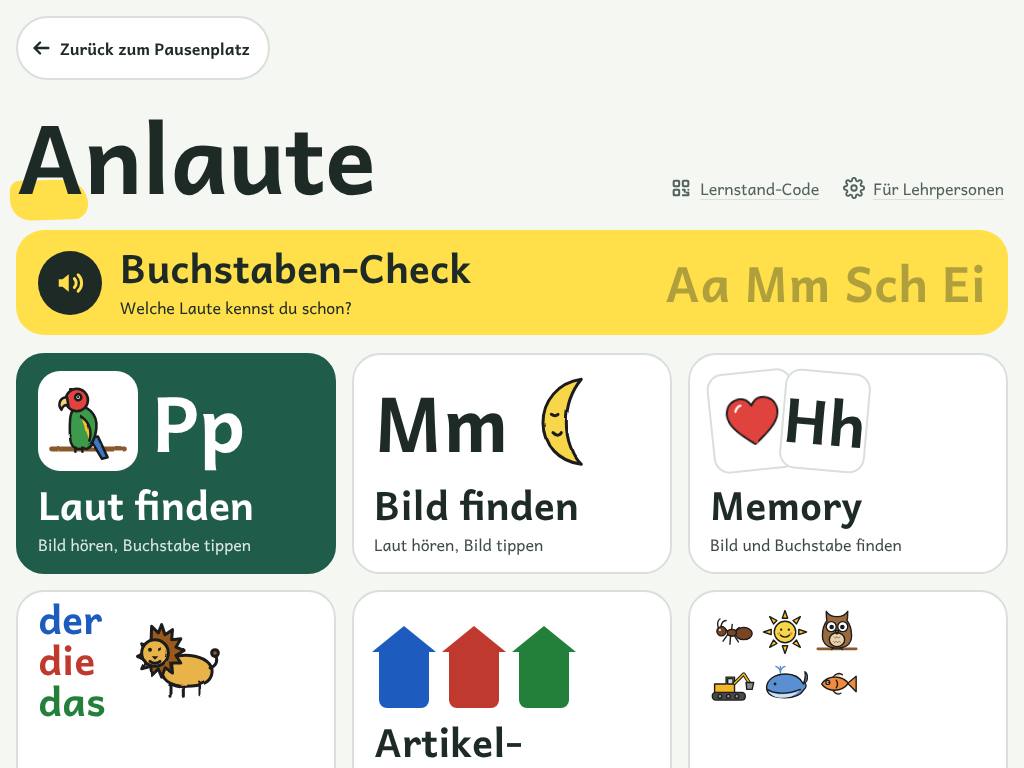 Zurück zum Pausenplatz
Anlaute
Lernstand-Code
Für Lehrpersonen
Buchstaben-Check
Welche Laute kennst du schon?
Aa Mm Sch Ei
Pp
Laut finden
Bild hören, Buchstabe tippen
Mm
Bild finden
Laut hören, Bild tippen
Hh
Memory
Bild und Buchstabe finden
der
die
das
Artikel-